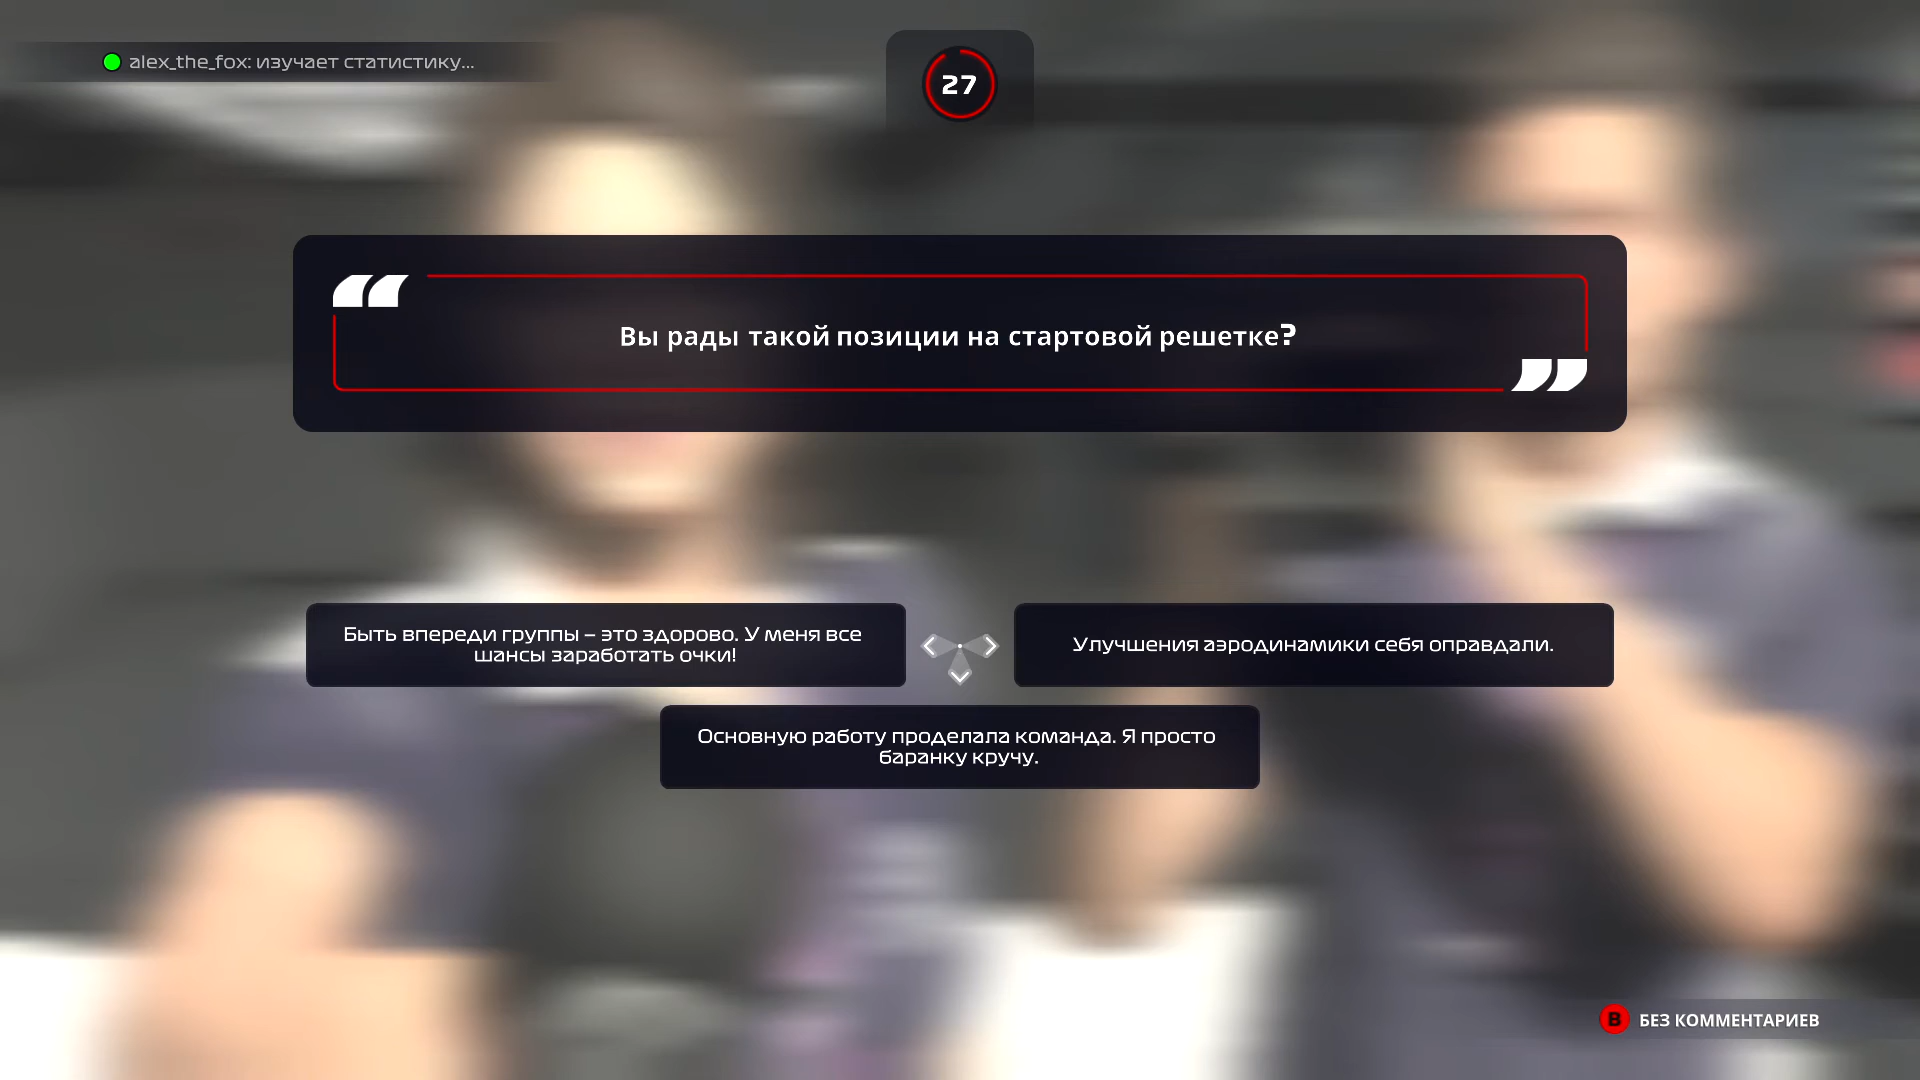 alex_the_fox: изучает статистику...
27
Вы рады такой позиции на стартовой решетке?
Быть впереди группы – это здорово. У меня все
шансы заработать очки!
Улучшения аэродинамики себя оправдали.
Основную работу проделала команда. Я просто
баранку кручу.
B БЕЗ КОММЕНТАРИЕВ